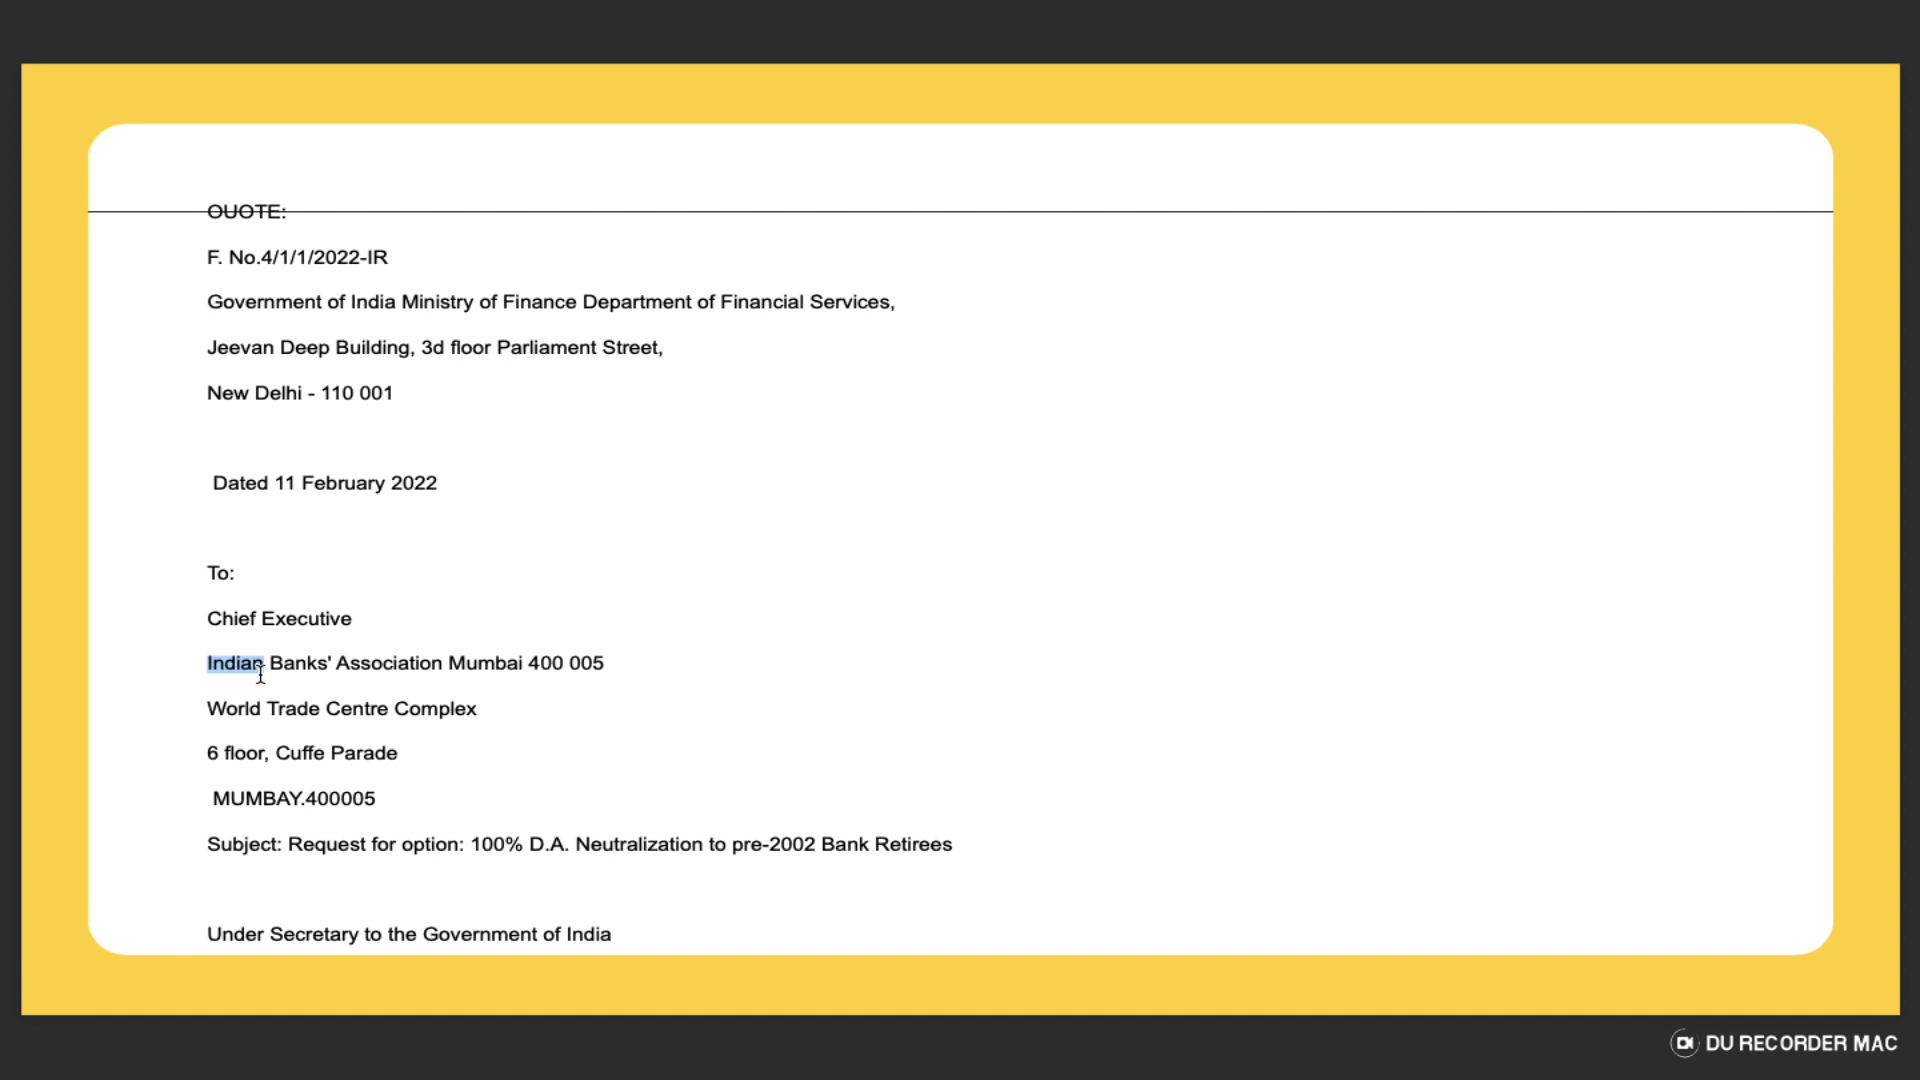 QUOTE:
F. No.4/1/1/2022-IR
Government of India Ministry of Finance Department of Financial Services,
Jeevan Deep Building, 3d floor Parliament Street,
New Delhi - 110 001
Dated 11 February 2022
To:
Chief Executive
Indian Banks' Association Mumbai 400 005
World Trade Centre Complex
6 floor, Cuffe Parade
MUMBAY.400005
Subject: Request for option: 100% D.A. Neutralization to pre-2002 Bank Retirees
Under Secretary to the Government of India
DU RECORDER MAC